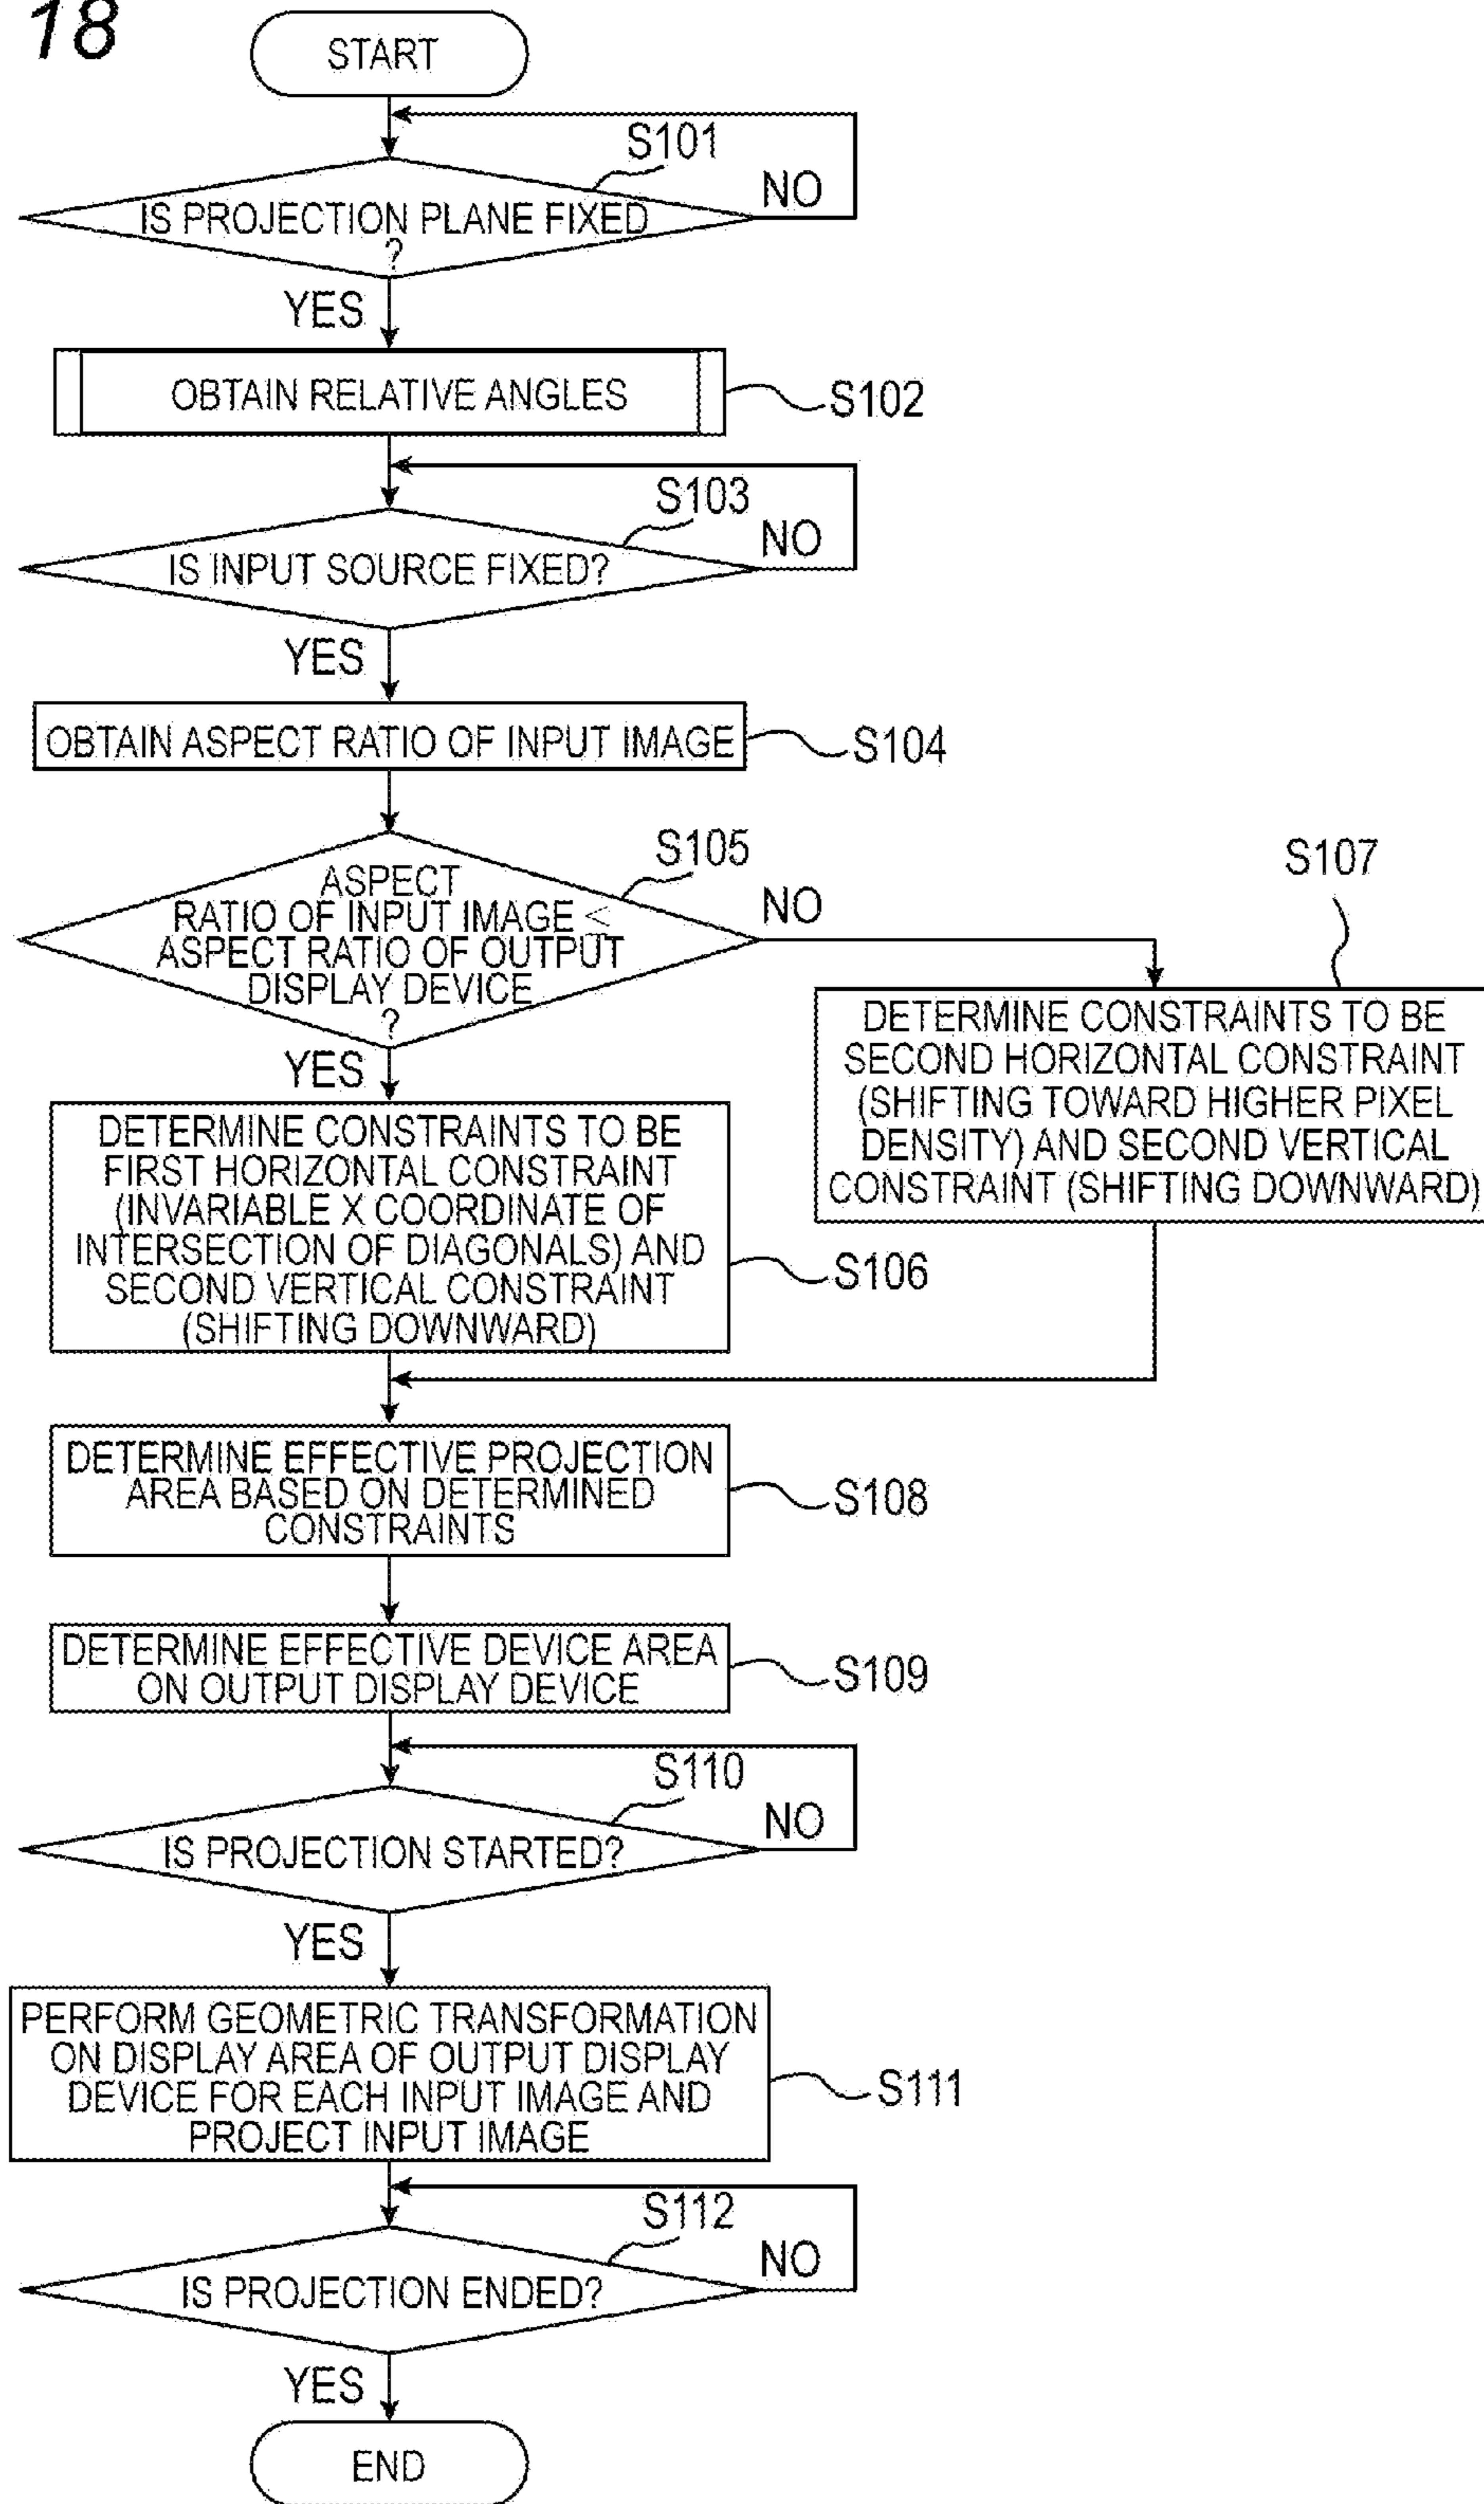 18
START
S101
NO
IS PROJECTION PLANE FIXED
?
YES
OBTAIN RELATIVE ANGLES
S102
S103
NO
IS INPUT SOURCE FIXED?
YES
OBTAIN ASPECT RATIO OF INPUT IMAGE
S104
S105
NO
ASPECT
RATIO OF INPUT IMAGE <
ASPECT RATIO OF OUTPUT
DISPLAY DEVICE
?
YES
S107
DETERMINE CONSTRAINTS TO BE
SECOND HORIZONTAL CONSTRAINT
(SHIFTING TOWARD HIGHER PIXEL
DENSITY) AND SECOND VERTICAL
CONSTRAINT (SHIFTING DOWNWARD)
DETERMINE CONSTRAINTS TO BE
FIRST HORIZONTAL CONSTRAINT
(INVARIABLE X COORDINATE OF
INTERSECTION OF DIAGONALS) AND
SECOND VERTICAL CONSTRAINT
(SHIFTING DOWNWARD)
S106
DETERMINE EFFECTIVE PROJECTION
AREA BASED ON DETERMINED
CONSTRAINTS
S108
DETERMINE EFFECTIVE DEVICE AREA
ON OUTPUT DISPLAY DEVICE
S109
S110
NO
IS PROJECTION STARTED?
YES
PERFORM GEOMETRIC TRANSFORMATION
ON DISPLAY AREA OF OUTPUT DISPLAY
DEVICE FOR EACH INPUT IMAGE AND
PROJECT INPUT IMAGE
S111
S112
NO
IS PROJECTION ENDED?
YES
END